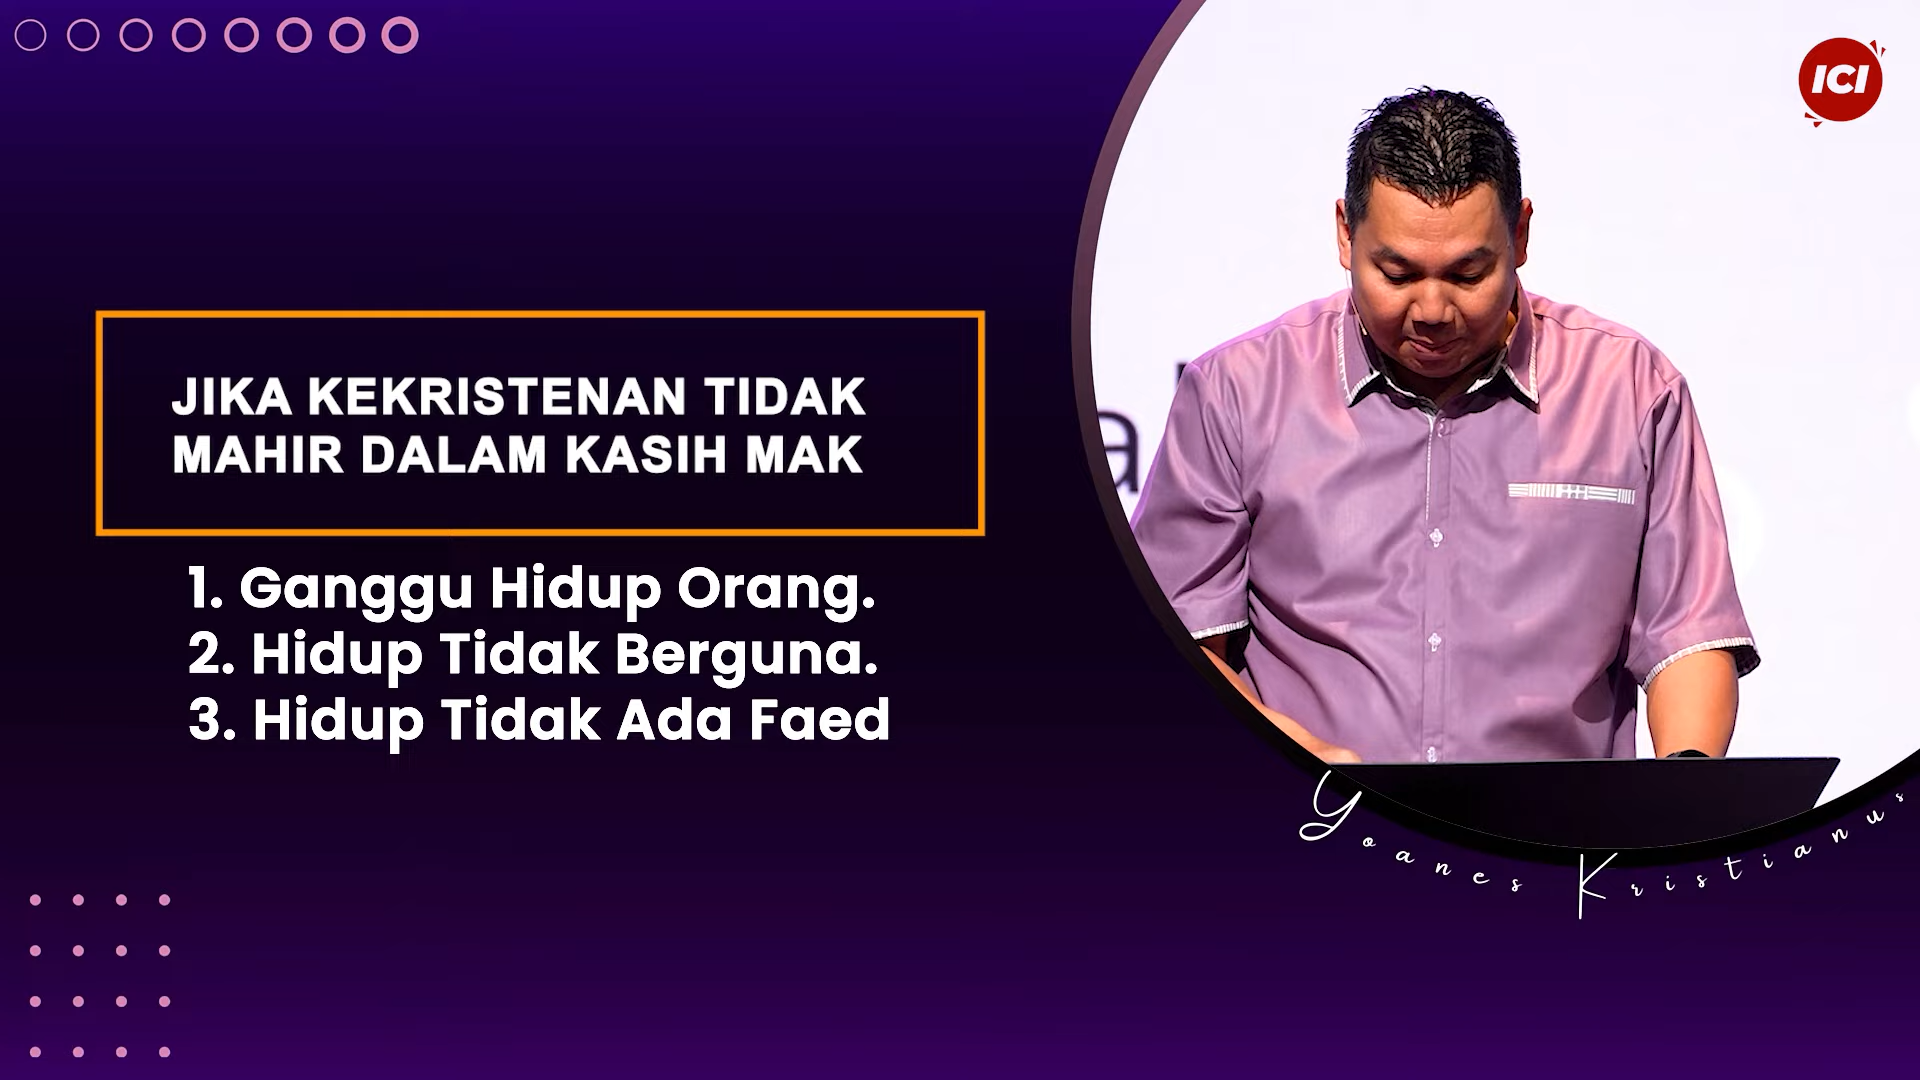 ICI
JIKA KEKRISTENAN TIDAK
MAHIR DALAM KASIH MAK
1. Ganggu Hidup Orang.
2. Hidup Tidak Berguna.
3. Hidup Tidak Ada Faed
a
Yoanes Kristianus